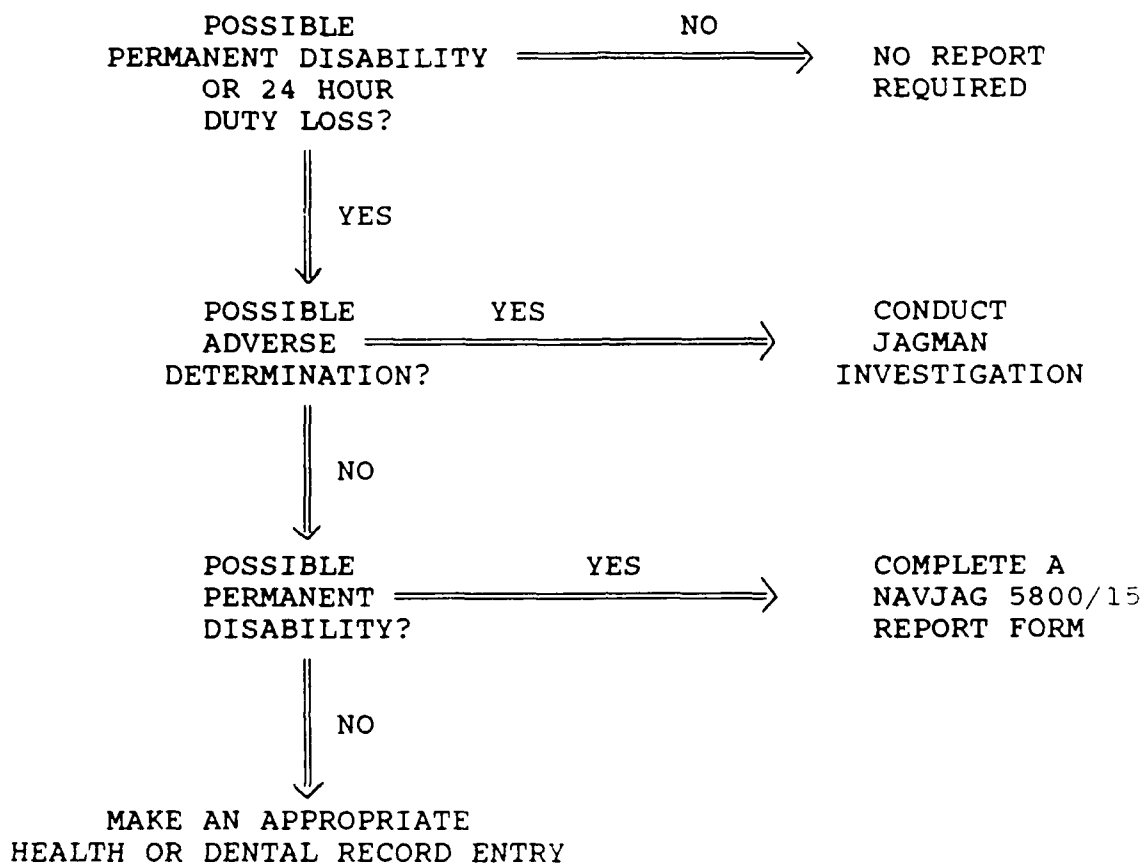 POSSIBLE
PERMANENT DISABILITY
OR 24 HOUR
DUTY LOSS?
NO
NO REPORT
REQUIRED
YES
POSSIBLE
ADVERSE
DETERMINATION?
YES
CONDUCT
JAGMAN
INVESTIGATION
NO
POSSIBLE
PERMANENT
DISABILITY?
YES
COMPLETE A
NAVJAG 5800/15
REPORT FORM
NO
MAKE AN APPROPRIATE
HEALTH OR DENTAL RECORD ENTRY